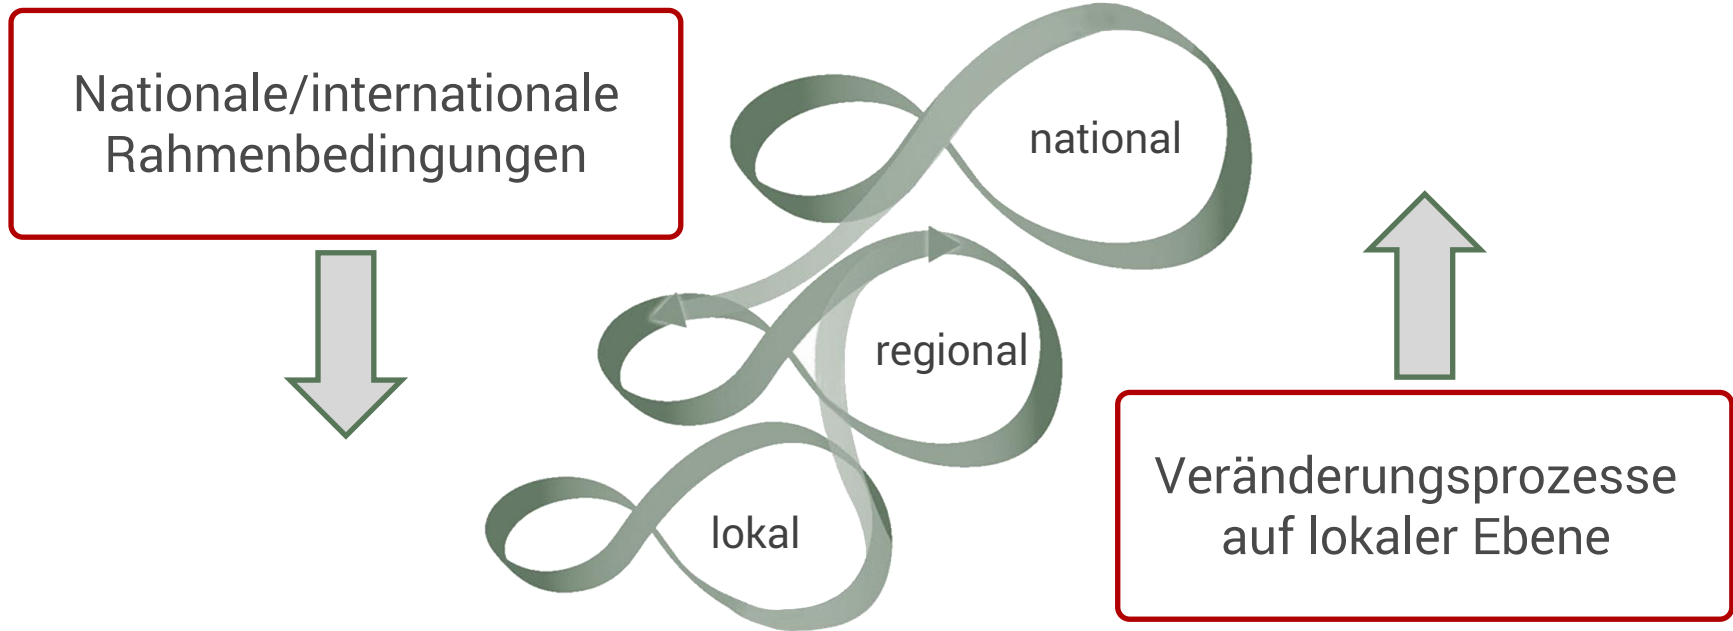 Nationale/internationale
Rahmenbedingungen
national
regional
lokal
Veränderungsprozesse
auf lokaler Ebene